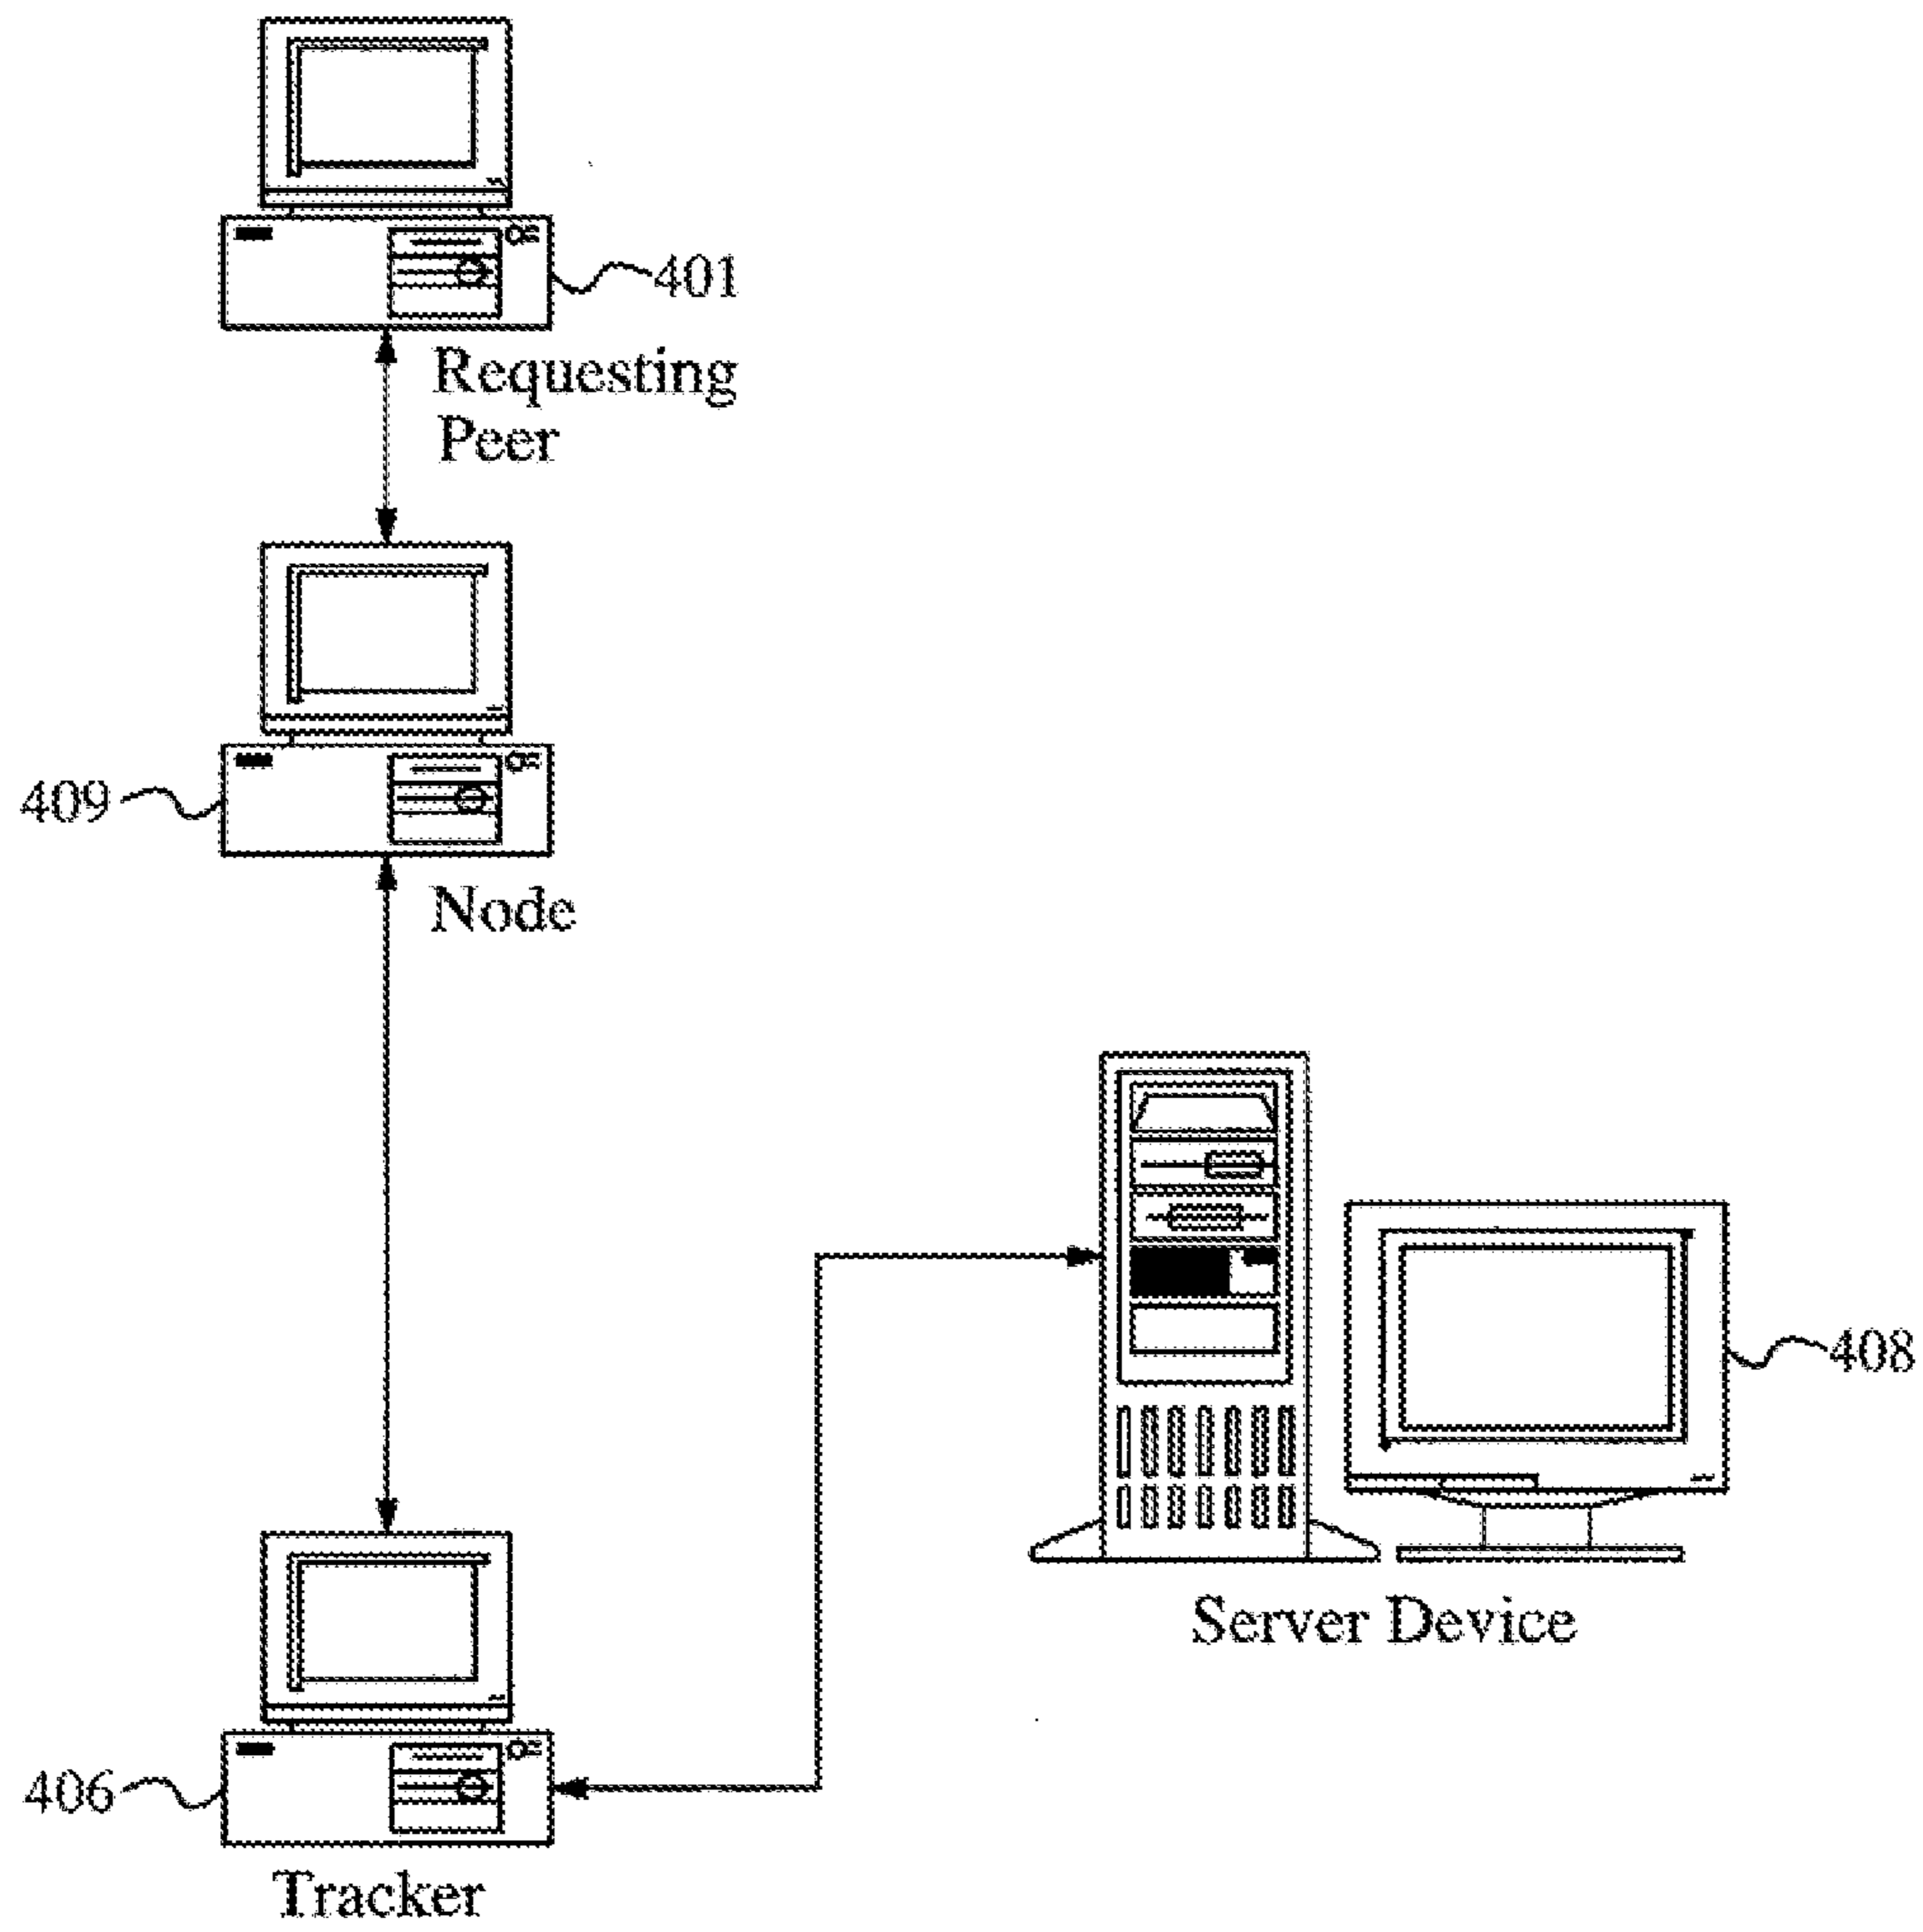 401
Requesting
Peer
409
Node
408
Server Device
406
Tracker